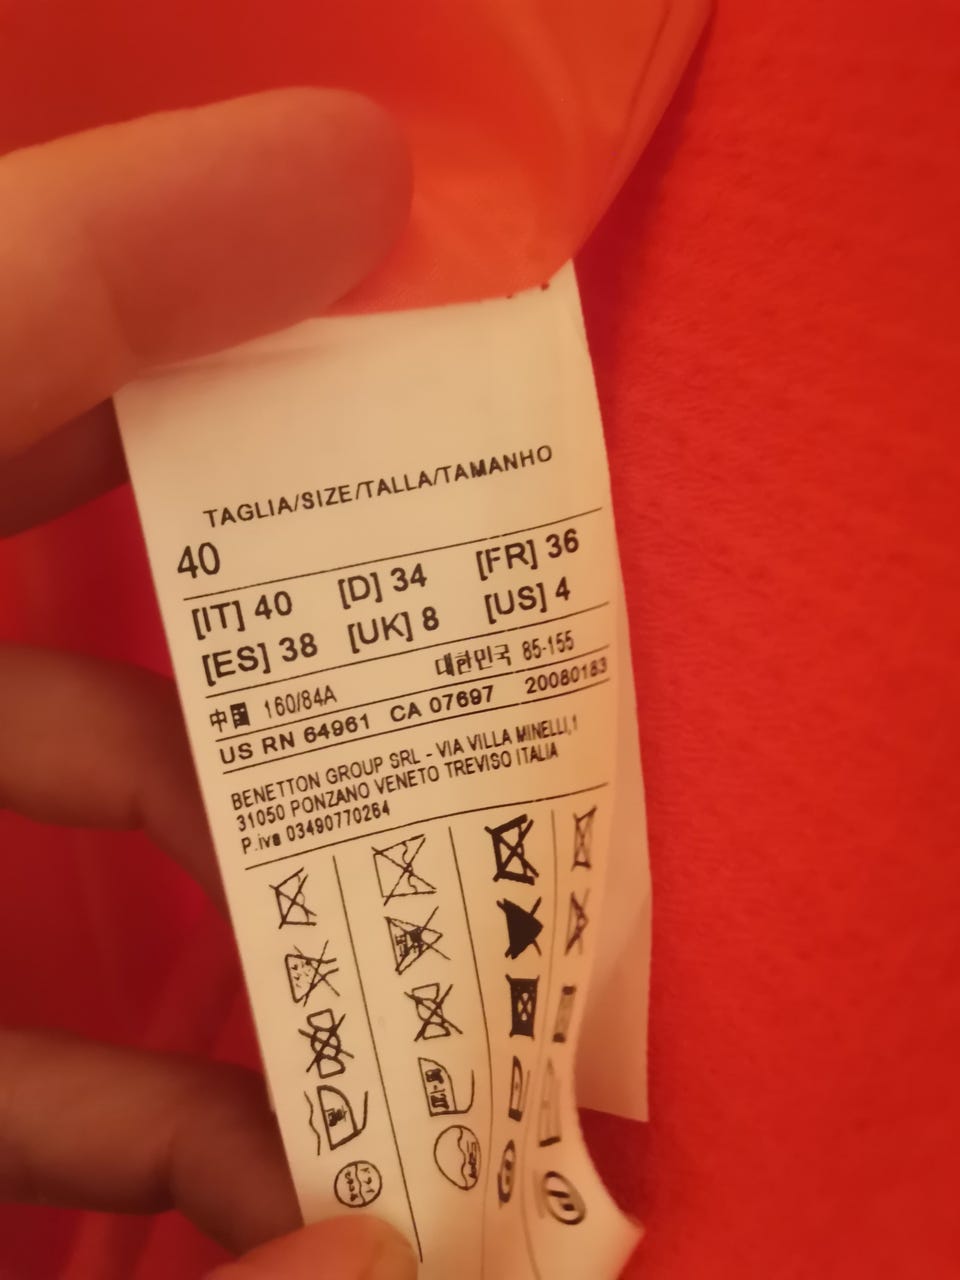 TAGLIA/SIZE/TALLA/TAMANHO
40
[IT] 40 [D] 34 [FR] 36
[ES] 38 [UK] 8 [US] 4
中国 160/84A 대한민국 85-155
US RN 64961 CA 07697 20080183
BENETTON GROUP SRL - VIA VILLA MINELLI,1
31050 PONZANO VENETO TREVISO ITALIA
P.iva 03490770264